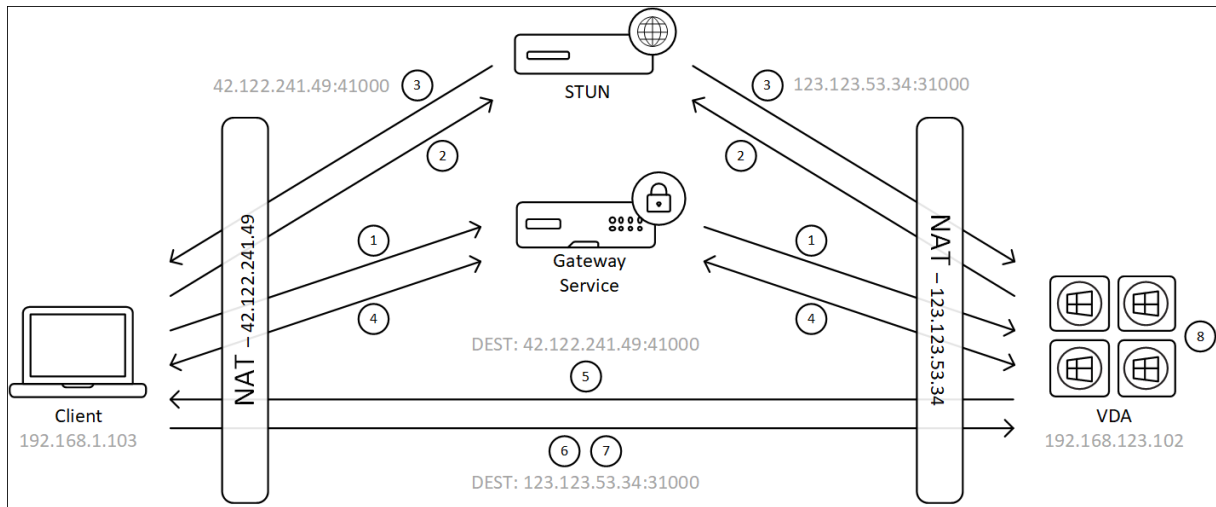 STUN
42.122.241.49:41000
3
3
123.123.53.34:31000
2
2
NAT – 42.122.241.49
NAT – 123.123.53.34
1
1
Gateway
Service
4
4
8
DEST: 42.122.241.49:41000
5
Client
192.168.1.103
VDA
192.168.123.102
6
7
DEST: 123.123.53.34:31000